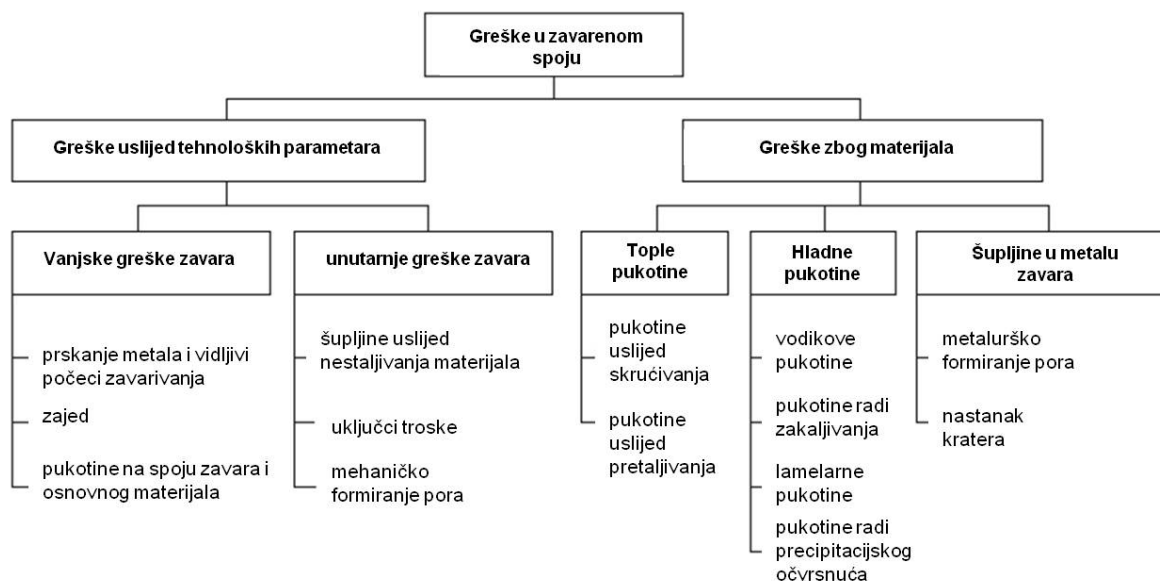 Greške u zavarenom
spoju
Greške uslijed tehnoloških parametara
Greške zbog materijala
Vanjske greške zavara
unutarnje greške zavara
Tople
pukotine
Hladne
pukotine
Šupljine u metalu
zavara
prskanje metala i vidljivi
počeci zavarivanja
zajed
pukotine na spoju zavara i
osnovnog materijala
šupljine uslijed
nestaljivanja materijala
uključci troske
mehaničko
formiranje pora
pukotine
uslijed
skrućivanja
pukotine
uslijed
pretaljivanja
vodikove
pukotine
pukotine radi
zakaljivanja
lamelarne
pukotine
pukotine radi
precipitacijskog
očvrsnuća
metalurško
formiranje pora
nastanak
kratera